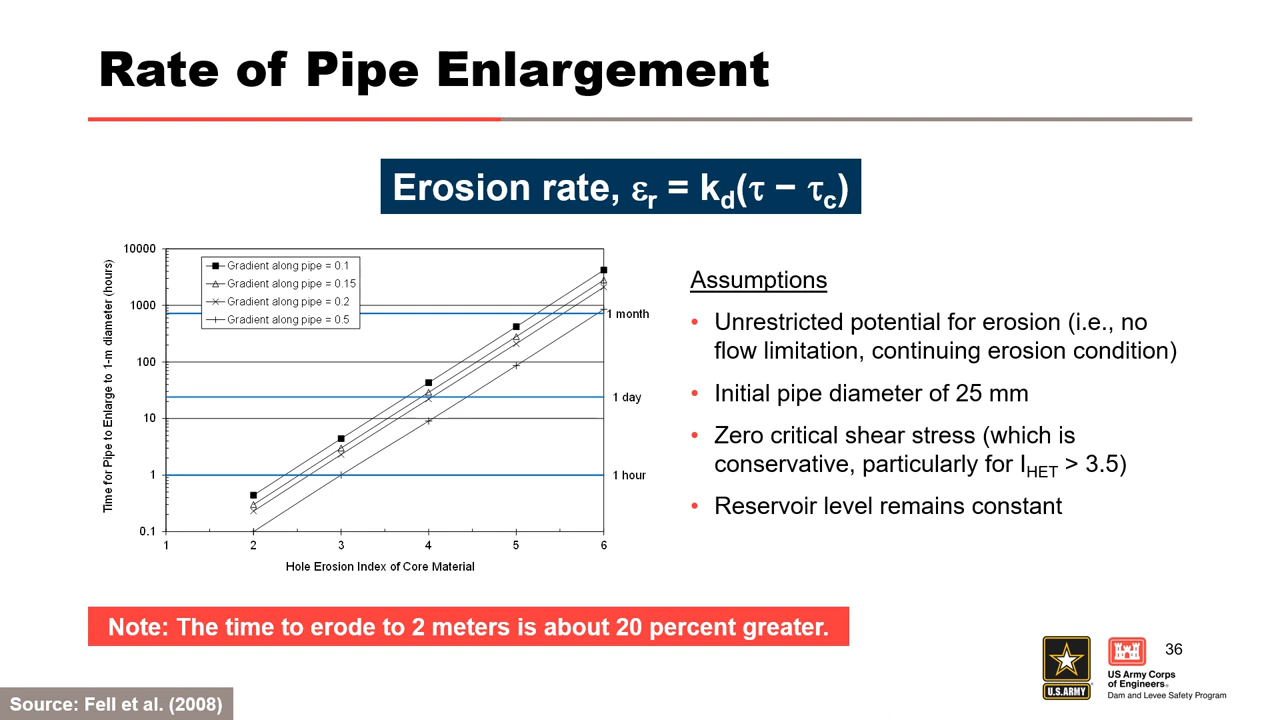 Rate of Pipe Enlargement
Erosion rate, εr = kd(τ − τc)
Time for Pipe to Enlarge to 1-m diameter (hours)
10000
1000
100
10
1
0.1
Gradient along pipe = 0.1
Gradient along pipe = 0.15
Gradient along pipe = 0.2
Gradient along pipe = 0.5
1 month
1 day
1 hour
1 2 3 4 5 6
Hole Erosion Index of Core Material
Assumptions
• Unrestricted potential for erosion (i.e., no
flow limitation, continuing erosion condition)
• Initial pipe diameter of 25 mm
• Zero critical shear stress (which is
conservative, particularly for IHET > 3.5)
• Reservoir level remains constant
Note: The time to erode to 2 meters is about 20 percent greater.
U.S. ARMY
36
US Army Corps
of Engineers®
Dam and Levee Safety Program
Source: Fell et al. (2008)